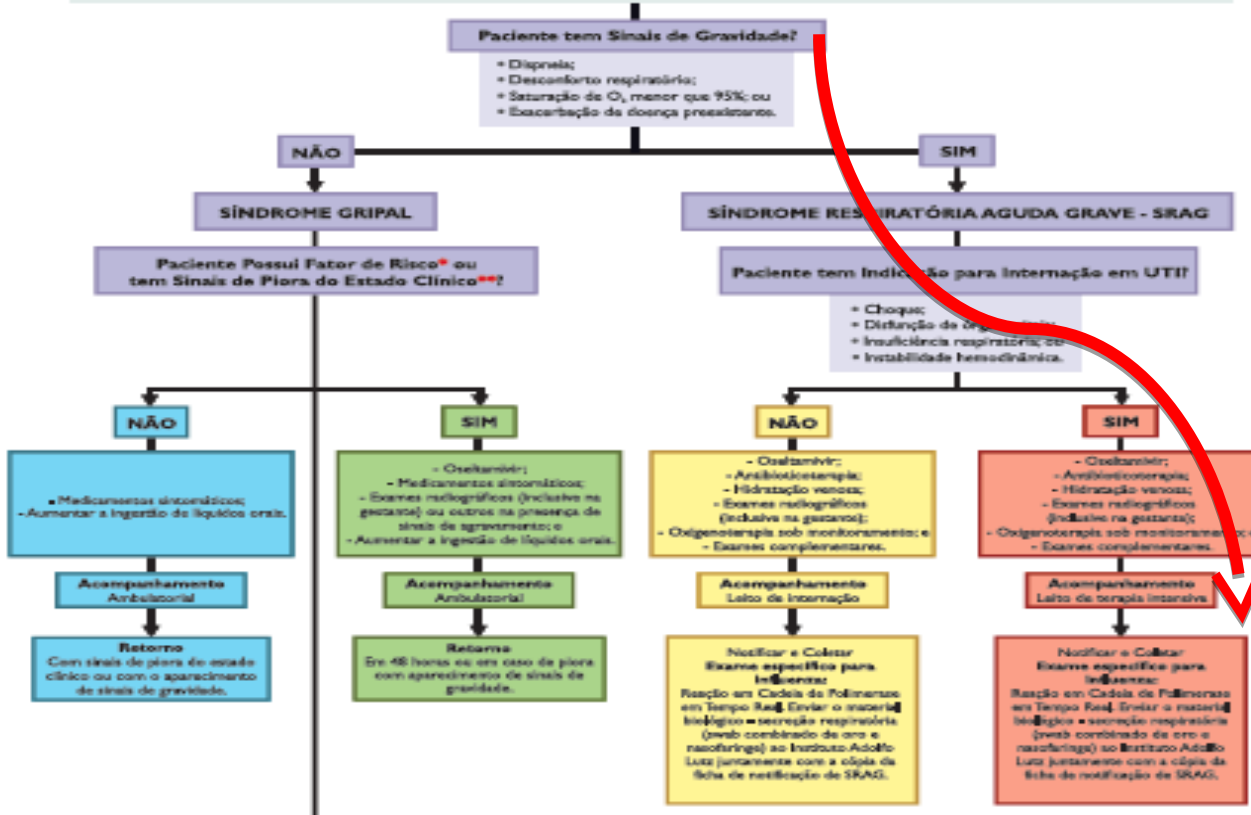 Paciente tem Sinais de Gravidade?
• Dispneia;
• Desconforto respiratório;
• Saturação de O₂ menor que 95%; ou
• Exacerbação de doença preexistente.
NÃO
SIM
SÍNDROME GRIPAL
SÍNDROME RESPIRATÓRIA AGUDA GRAVE - SRAG
Paciente Possui Fator de Risco* ou
tem Sinais de Piora do Estado Clínico**?
Paciente tem Indicação para Internação em UTI?
• Choque;
• Disfunção de
• Insuficiência respiratória; ou
• Instabilidade hemodinâmica.
NÃO
- Medicamentos sintomáticos;
- Aumentar a ingestão de líquidos orais.
Acompanhamento
Ambulatorial
Retorno
Com sinais de piora do estado
clínico ou com o aparecimento
de sinais de gravidade.
SIM
- Oseltamivir;
- Medicamentos sintomáticos;
- Exames radiográficos (inclusive na
gestante) ou outros na presença de
sinais de agravamento; e
- Aumentar a ingestão de líquidos orais.
Acompanhamento
Ambulatorial
Retorno
Em 48 horas ou em caso de piora
com aparecimento de sinais de
gravidade.
NÃO
- Oseltamivir;
- Antibioticoterapia;
- Hidratação venosa;
- Exames radiográficos
(inclusive na gestante);
- Oxigenoterapia sob monitoramento; e
- Exames complementares.
Acompanhamento
Leito de internação
Notificar e Coletar
Exame específico para
Influenza:
Reação em Cadeia de Polimerase
em Tempo Real. Enviar o material
biológico - secreção respiratória
(swab combinado de oro e
nasofaringe) ao Instituto Adolfo
Lutz juntamente com a cópia da
ficha de notificação de SRAG.
SIM
- Oseltamivir;
- Antibioticoterapia;
- Hidratação venosa;
- Exames radiográficos
(inclusive na gestante);
- Oxigenoterapia sob monitoramento;
- Exames complementares.
Acompanhamento
Leito de terapia intensiva
Notificar e Coletar
Exame específico para
Influenza:
Reação em Cadeia de Polimerase
em Tempo Real. Enviar o material
biológico - secreção respiratória
(swab combinado de oro e
nasofaringe) ao Instituto Adolfo
Lutz juntamente com a cópia da
ficha de notificação de SRAG.